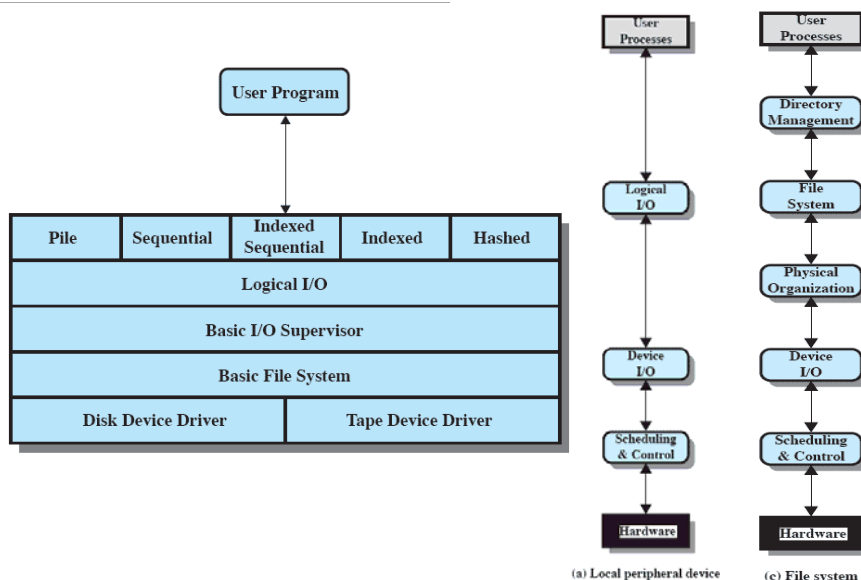 User Program
Pile
Sequential
Indexed
Sequential
Indexed
Hashed
Logical I/O
Basic I/O Supervisor
Basic File System
Disk Device Driver
Tape Device Driver
User
Processes
Logical
I/O
Device
I/O
Scheduling
& Control
Hardware
(a) Local peripheral device
User
Processes
Directory
Management
File
System
Physical
Organization
Device
I/O
Scheduling
& Control
Hardware
(c) File system